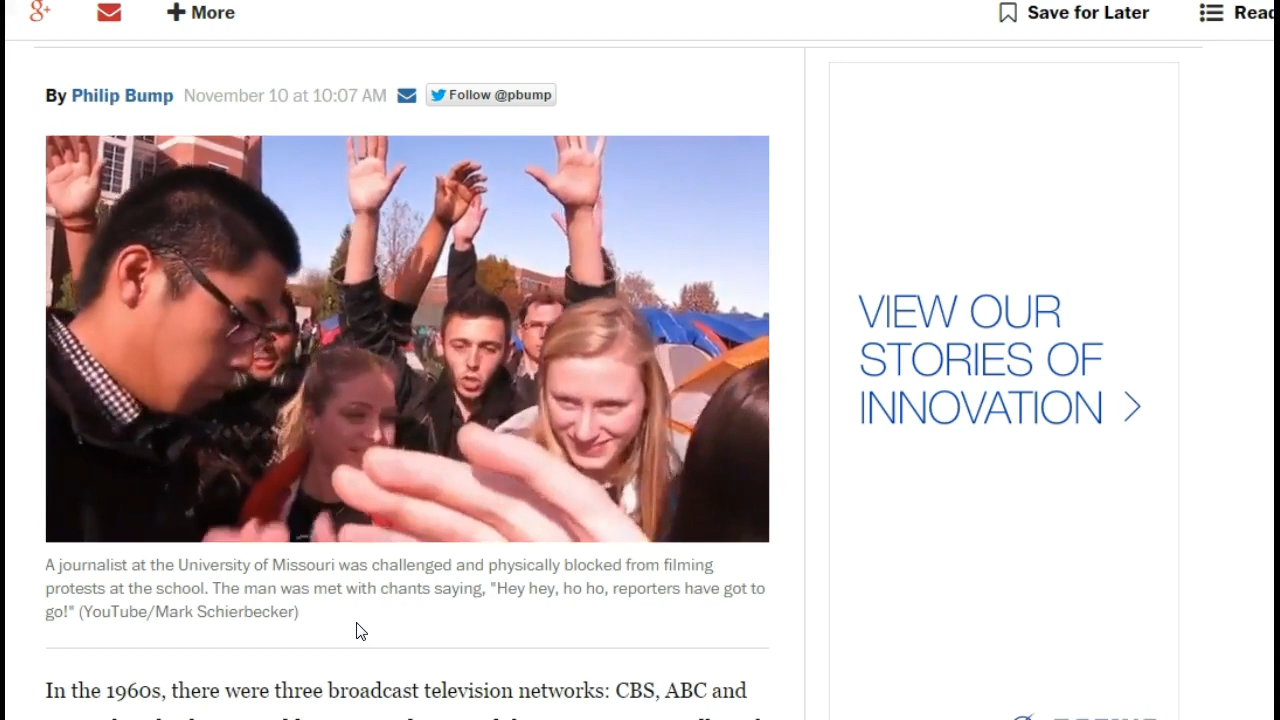 g+ More Save for Later
By Philip Bump November 10 at 10:07 AM Follow @pbump
VIEW OUR
STORIES OF
INNOVATION >
A journalist at the University of Missouri was challenged and physically blocked from filming
protests at the school. The man was met with chants saying, "Hey hey, ho ho, reporters have got to
go!" (YouTube/Mark Schierbecker)
In the 1960s, there were three broadcast television networks: CBS, ABC and